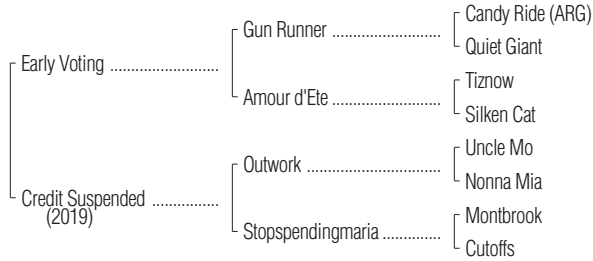 Candy Ride (ARG)
Gun Runner ........................
Quiet Giant
Early Voting ........................
Tiznow
Amour d'Ete ........................
Silken Cat
Uncle Mo
Outwork .............................
Nonna Mia
Credit Suspended ...............
(2019)
Montbrook
Stopspendingmaria .............
Cutoffs